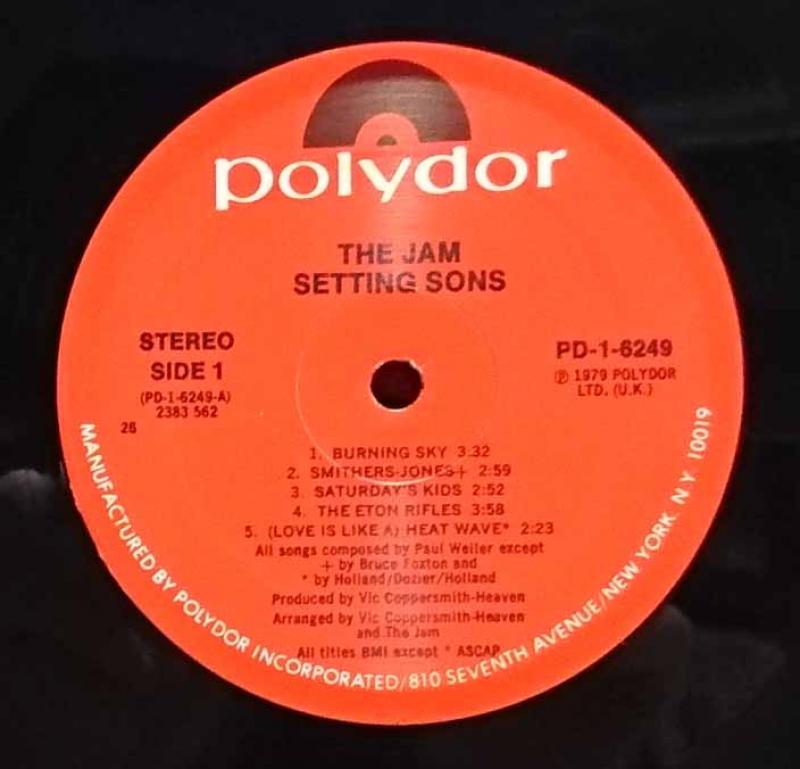 polydor
THE JAM
SETTING SONS
STEREO
SIDE 1
(PD-1-6249-A)
2383 562
26
PD-1-6249
℗ 1979 POLYDOR
LTD. (U.K.)
1. BURNING SKY 3:32
2. SMITHERS-JONES+ 2:59
3. SATURDAY'S KIDS 2:52
4. THE ETON RIFLES 3:58
5. (LOVE IS LIKE A) HEAT WAVE* 2:23
All songs composed by Paul Weller except
+ by Bruce Foxton and
* by Holland/Dozier/Holland
Produced by Vic Coppersmith-Heaven
Arranged by Vic Coppersmith-Heaven
and The Jam
All titles BMI except * ASCAP
MANUFACTURED BY POLYDOR INCORPORATED/810 SEVENTH AVENUE/NEW YORK, N.Y. 10019